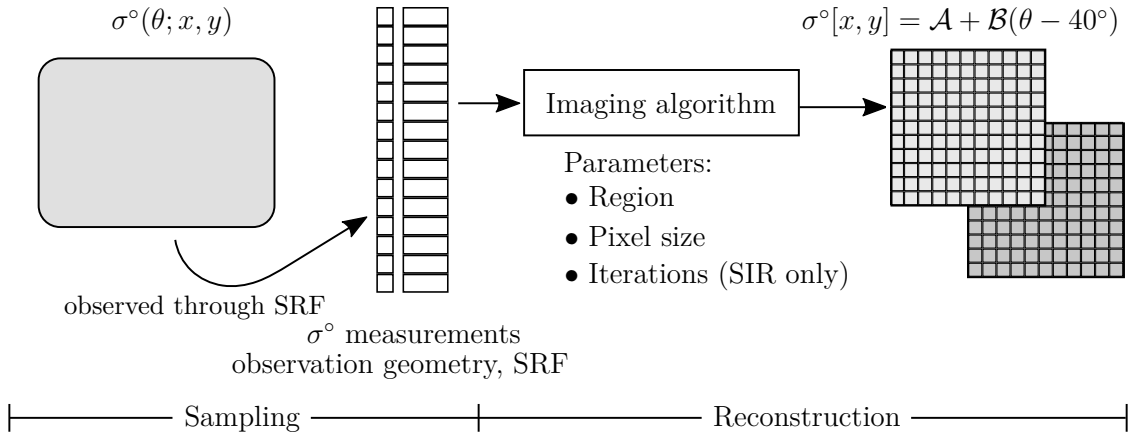 σ°(θ; x, y)
σ°[x, y] = 𝒜 + ℬ(θ − 40°)
Imaging algorithm
Parameters:
• Region
• Pixel size
• Iterations (SIR only)
observed through SRF
σ° measurements
observation geometry, SRF
Sampling
Reconstruction